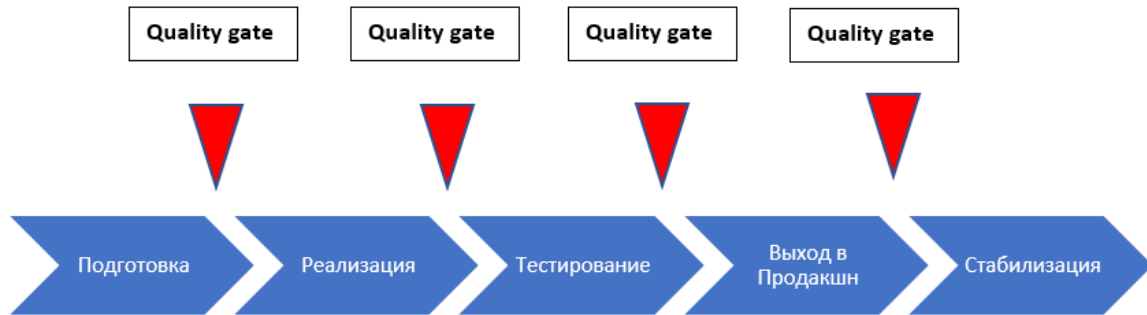 Quality gate
Quality gate
Quality gate
Quality gate
Подготовка
Реализация
Тестирование
Выход в
Продакшн
Стабилизация